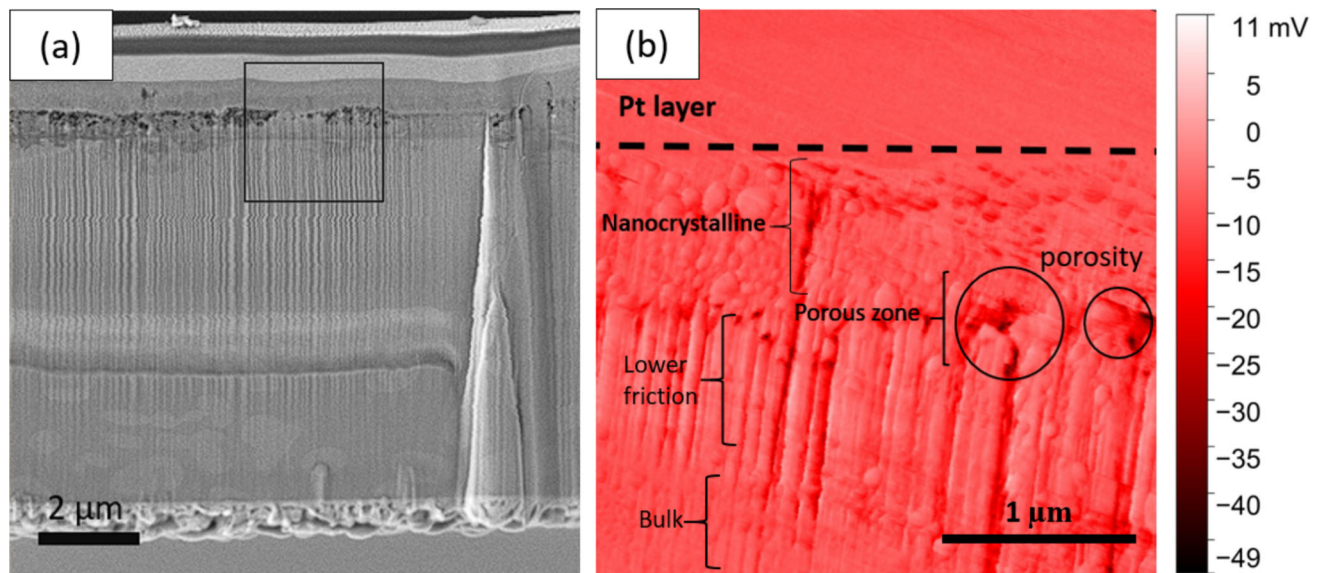 (a)
2 μm
(b)
Pt layer
Nanocrystalline
porosity
Porous zone
Lower
friction
Bulk
1 μm
11 mV
5
0
−5
−10
−15
−20
−25
−30
−35
−40
−49